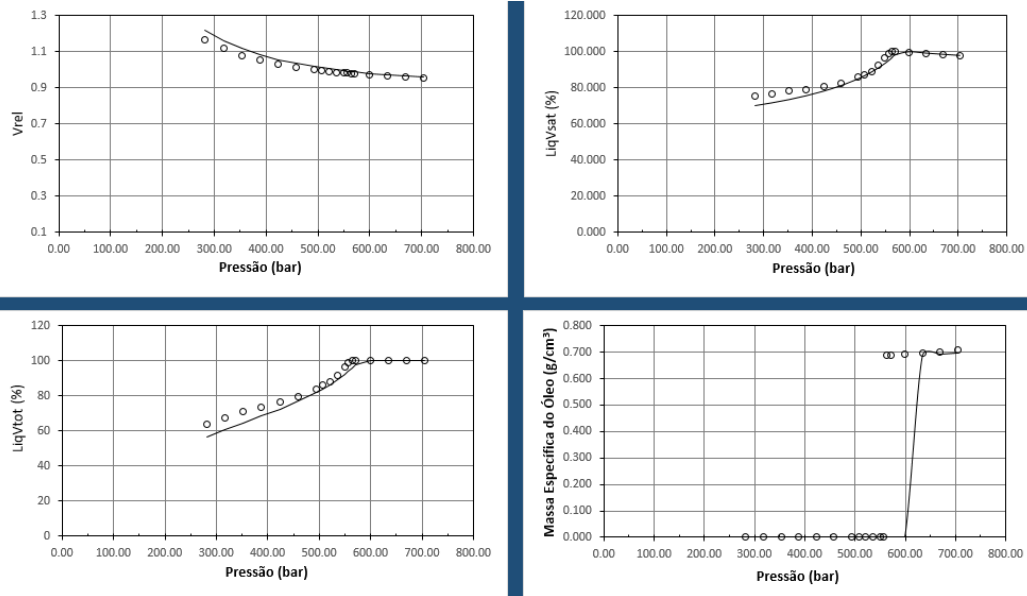 Vrel
1.3
1.1
0.9
0.7
0.5
0.3
0.1
0.00 100.00 200.00 300.00 400.00 500.00 600.00 700.00 800.00
Pressão (bar)
LiqVsat (%)
120.000
100.000
80.000
60.000
40.000
20.000
0.000
0.00 100.00 200.00 300.00 400.00 500.00 600.00 700.00 800.00
Pressão (bar)
LiqVtot (%)
120
100
80
60
40
20
0
0.00 100.00 200.00 300.00 400.00 500.00 600.00 700.00 800.00
Pressão (bar)
Massa Específica do Óleo (g/cm³)
0.800
0.700
0.600
0.500
0.400
0.300
0.200
0.100
0.000
0.00 100.00 200.00 300.00 400.00 500.00 600.00 700.00 800.00
Pressão (bar)